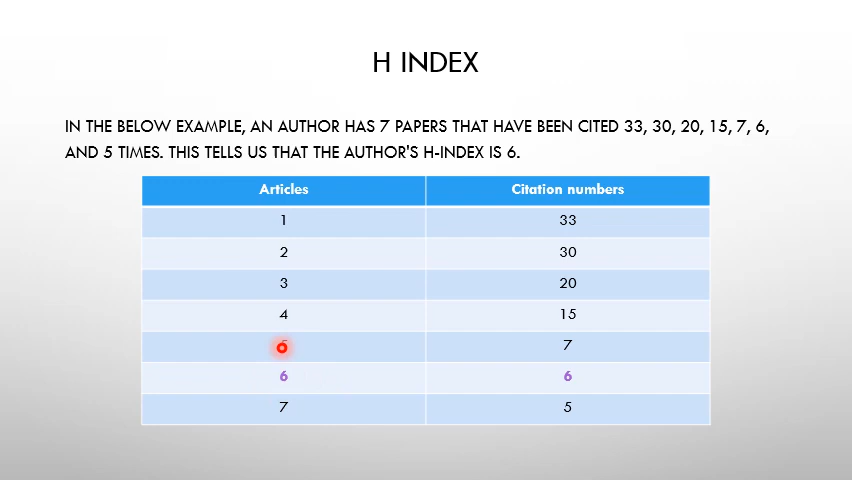 H INDEX
IN THE BELOW EXAMPLE, AN AUTHOR HAS 7 PAPERS THAT HAVE BEEN CITED 33, 30, 20, 15, 7, 6,
AND 5 TIMES. THIS TELLS US THAT THE AUTHOR'S H-INDEX IS 6.
Articles Citation numbers
1 33
2 30
3 20
4 15
7
6 6
7 5